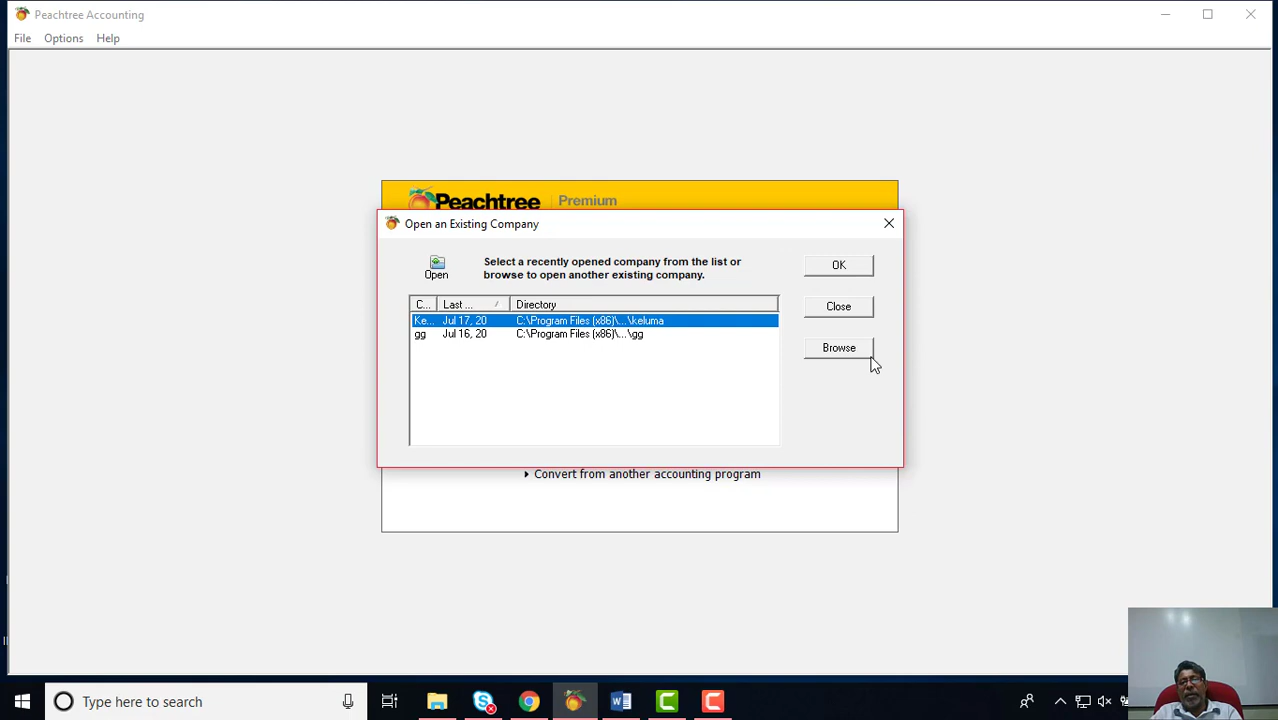 Peachtree Accounting
File Options Help
Peachtree Premium
Open an Existing Company
Open
Select a recently opened company from the list or
browse to open another existing company.
OK
Close
Browse
C... Last ... / Directory
Ke... Jul 17, 20 C:\Program Files (x86)\...\keluma
gg Jul 16, 20 C:\Program Files (x86)\...\gg
Convert from another accounting program
Type here to search